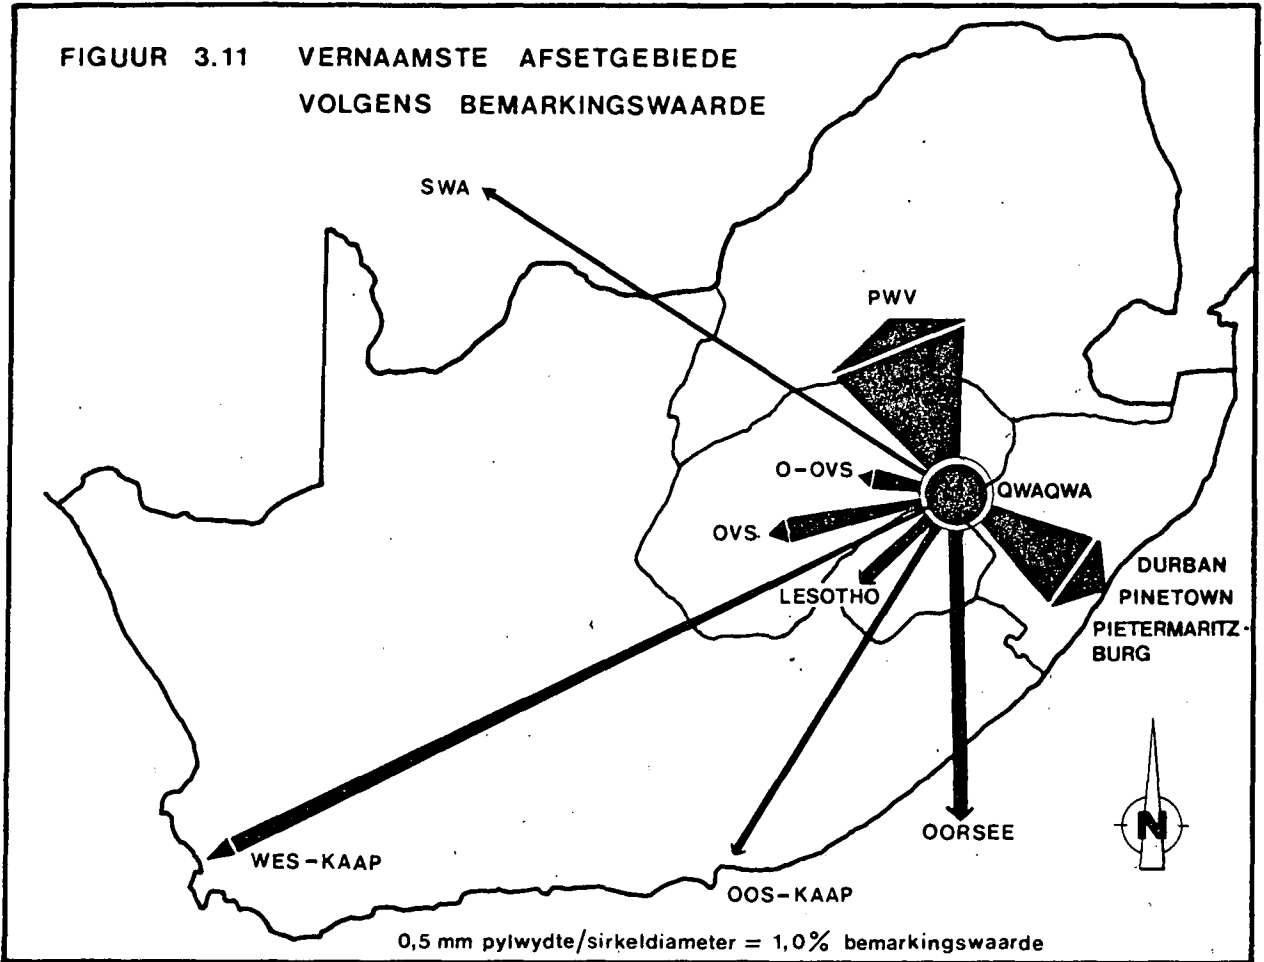 FIGUUR 3.11 VERNAAMSTE AFSETGEBIEDE
VOLGENS BEMARKINGSWAARDE
SWA
PWV
O-OVS
QWAQWA
OVS
DURBAN
PINETOWN
PIETERMARITZ-
BURG
LESOTHO
OORSEE
N
WES-KAAP
OOS-KAAP
0,5 mm pylwydte/sirkeldiameter = 1,0% bemarkingswaarde